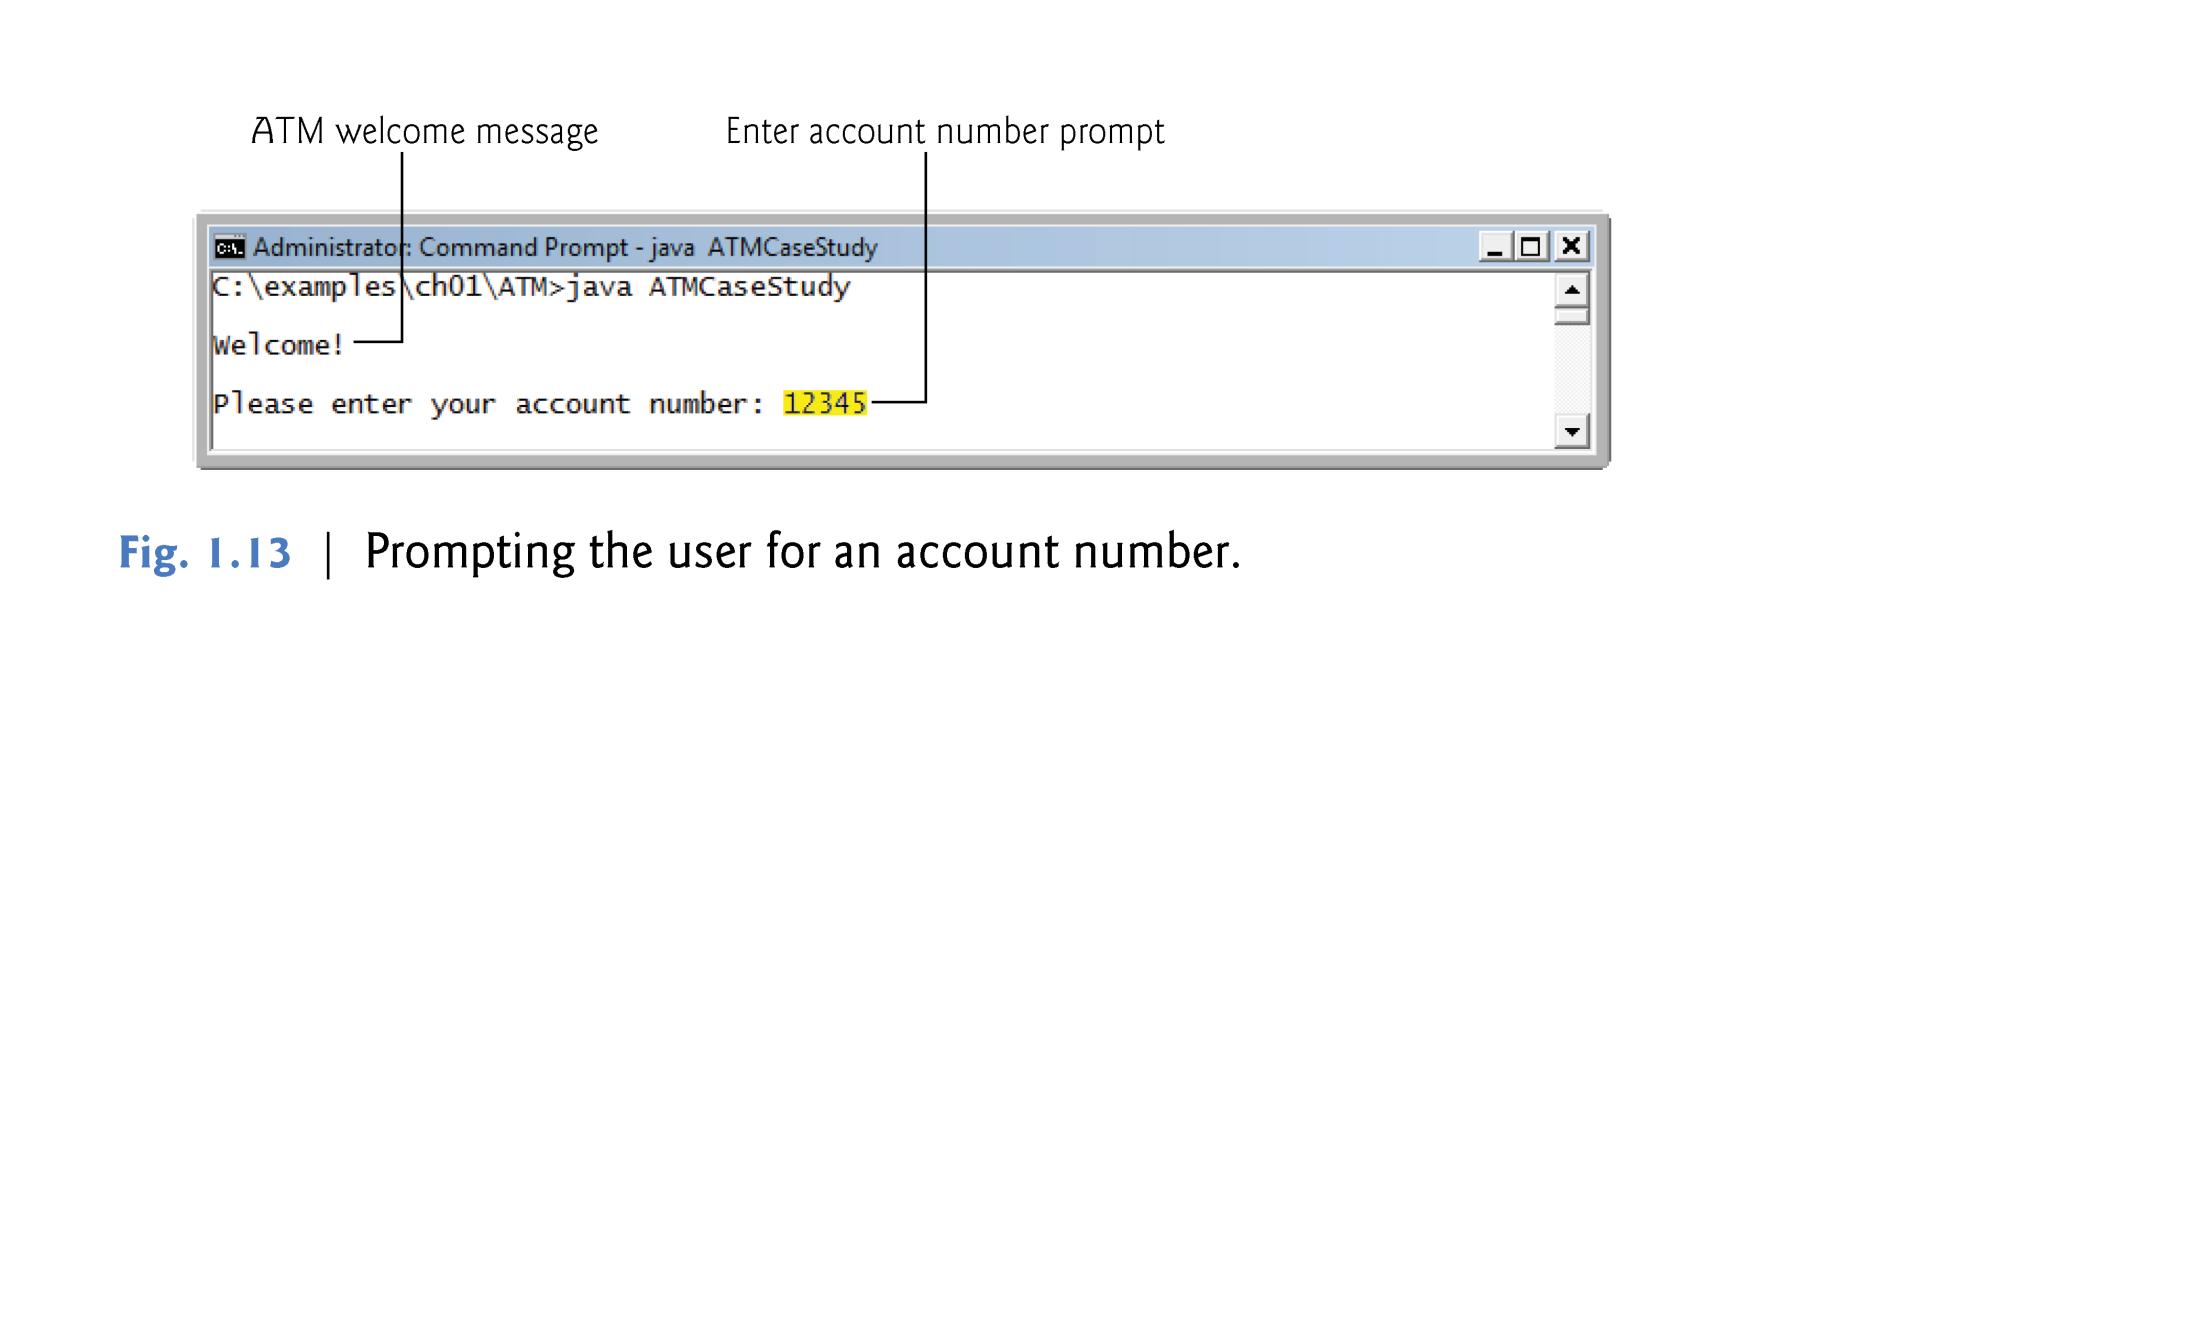 ATM welcome message Enter account number prompt
Administrator: Command Prompt - java ATMCaseStudy
C:\examples\ch01\ATM>java ATMCaseStudy
Welcome!
Please enter your account number: 12345
Fig. 1.13 | Prompting the user for an account number.